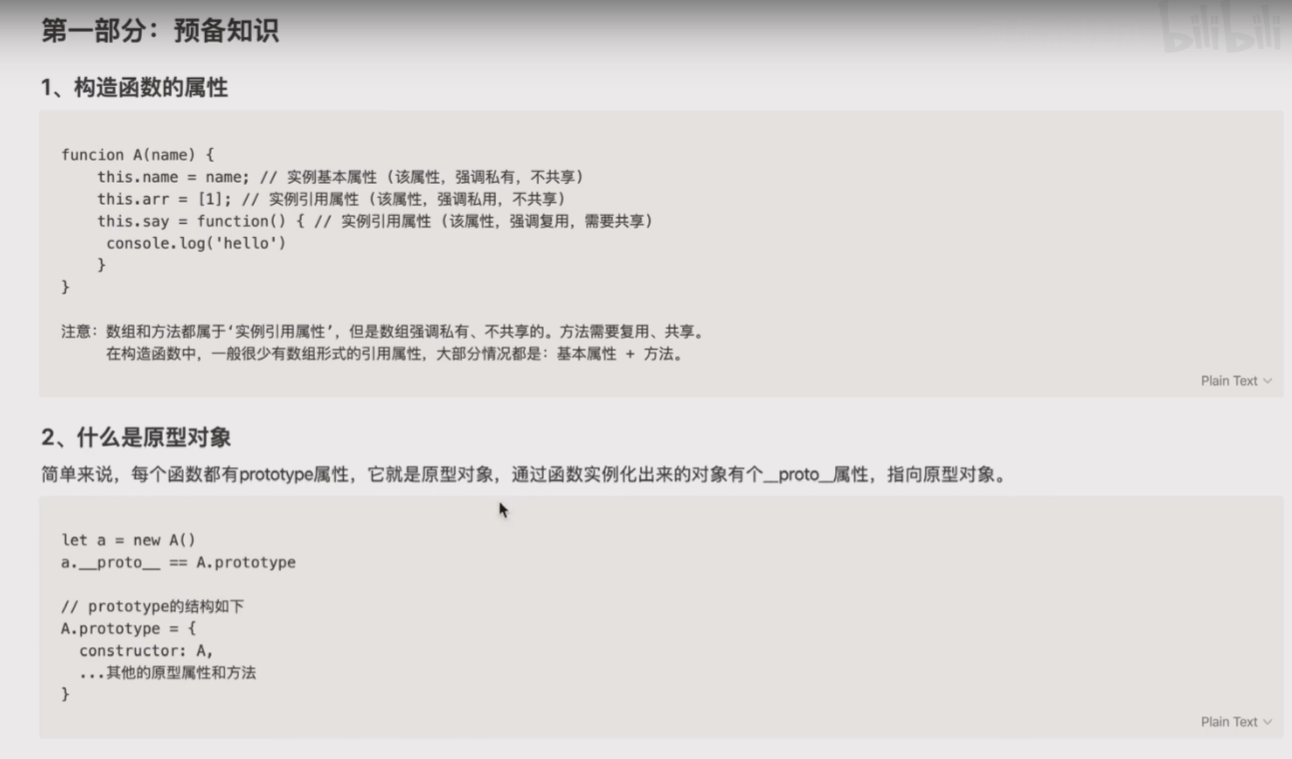 第一部分：预备知识
bilibili
1、构造函数的属性
funcion A(name) {
    this.name = name; // 实例基本属性 (该属性，强调私有，不共享)
    this.arr = [1]; // 实例引用属性 (该属性，强调私用，不共享)
    this.say = function() { // 实例引用属性 (该属性，强调复用，需要共享)
     console.log('hello')
    }
}
注意：数组和方法都属于‘实例引用属性’，但是数组强调私有、不共享的。方法需要复用、共享。
     在构造函数中，一般很少有数组形式的引用属性，大部分情况都是：基本属性 + 方法。
Plain Text
2、什么是原型对象
简单来说，每个函数都有prototype属性，它就是原型对象，通过函数实例化出来的对象有个__proto__属性，指向原型对象。
let a = new A()
a.__proto__ == A.prototype
// prototype的结构如下
A.prototype = {
  constructor: A,
  ...其他的原型属性和方法
}
Plain Text